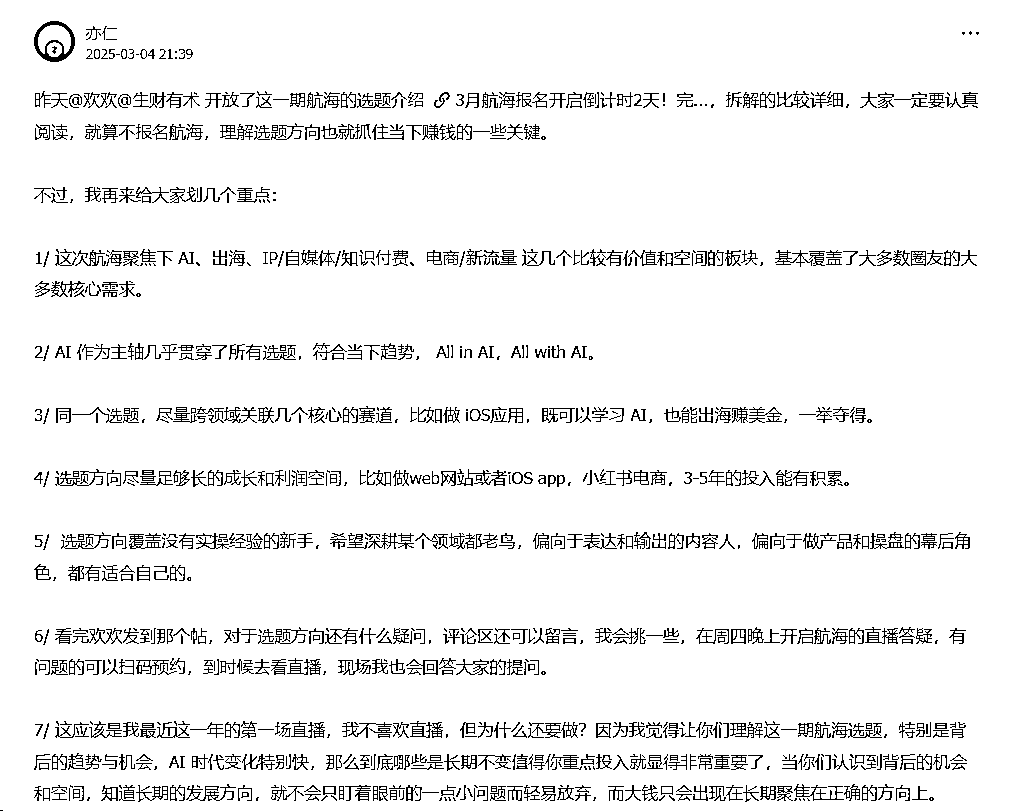 亦仁
2025-03-04 21:39
昨天@欢欢@生财有术 开放了这一期航海的选题介绍 3月航海报名开启倒计时2天！完...，拆解的比较详细，大家一定要认真
阅读，就算不报名航海，理解选题方向也就抓住当下赚钱的一些关键。
不过，我再来给大家划几个重点：
1/ 这次航海聚焦下 AI、出海、IP/自媒体/知识付费、电商/新流量 这几个比较有价值和空间的板块，基本覆盖了大多数圈友的大
多数核心需求。
2/ AI 作为主轴几乎贯穿了所有选题，符合当下趋势， All in AI，All with AI。
3/ 同一个选题，尽量跨领域关联几个核心的赛道，比如做 iOS应用，既可以学习 AI，也能出海赚美金，一举夺得。
4/ 选题方向尽量足够长的成长和利润空间，比如做web网站或者iOS app，小红书电商，3-5年的投入能有积累。
5/ 选题方向覆盖没有实操经验的新手，希望深耕某个领域都老鸟，偏向于表达和输出的内容人，偏向于做产品和操盘的幕后角
色，都有适合自己的。
6/ 看完欢欢发到那个帖，对于选题方向还有什么疑问，评论区还可以留言，我会挑一些，在周四晚上开启航海的直播答疑，有
问题的可以扫码预约，到时候去看直播，现场我也会回答大家的提问。
7/ 这应该是我最近这一年的第一场直播，我不喜欢直播，但为什么还要做？因为我觉得让你们理解这一期航海选题，特别是背
后的趋势与机会，AI 时代变化特别快，那么到底哪些是长期不变值得你重点投入就显得非常重要了，当你们认识到背后的机会
和空间，知道长期的发展方向，就不会只盯着眼前的一点小问题而轻易放弃，而大钱只会出现在长期聚焦在正确的方向上。